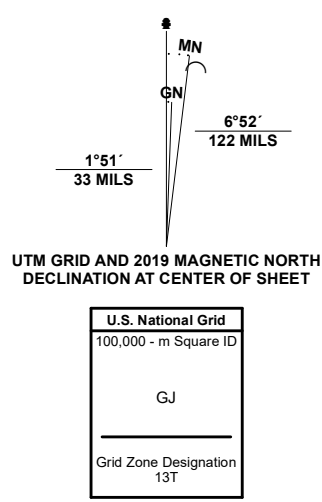 MN
GN
6°52´
122 MILS
1°51´
33 MILS
UTM GRID AND 2019 MAGNETIC NORTH
DECLINATION AT CENTER OF SHEET
U.S. National Grid
100,000 - m Square ID
GJ
Grid Zone Designation
13T